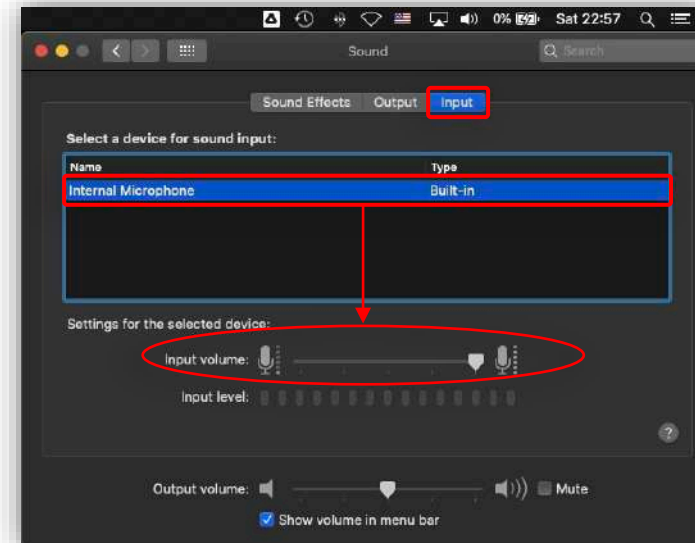 0% Sat 22:57
Sound
Search
Sound Effects Output Input
Select a device for sound input:
Name Type
Internal Microphone Built-in
Settings for the selected device:
Input volume:
Input level:
?
Output volume: Mute
Show volume in menu bar